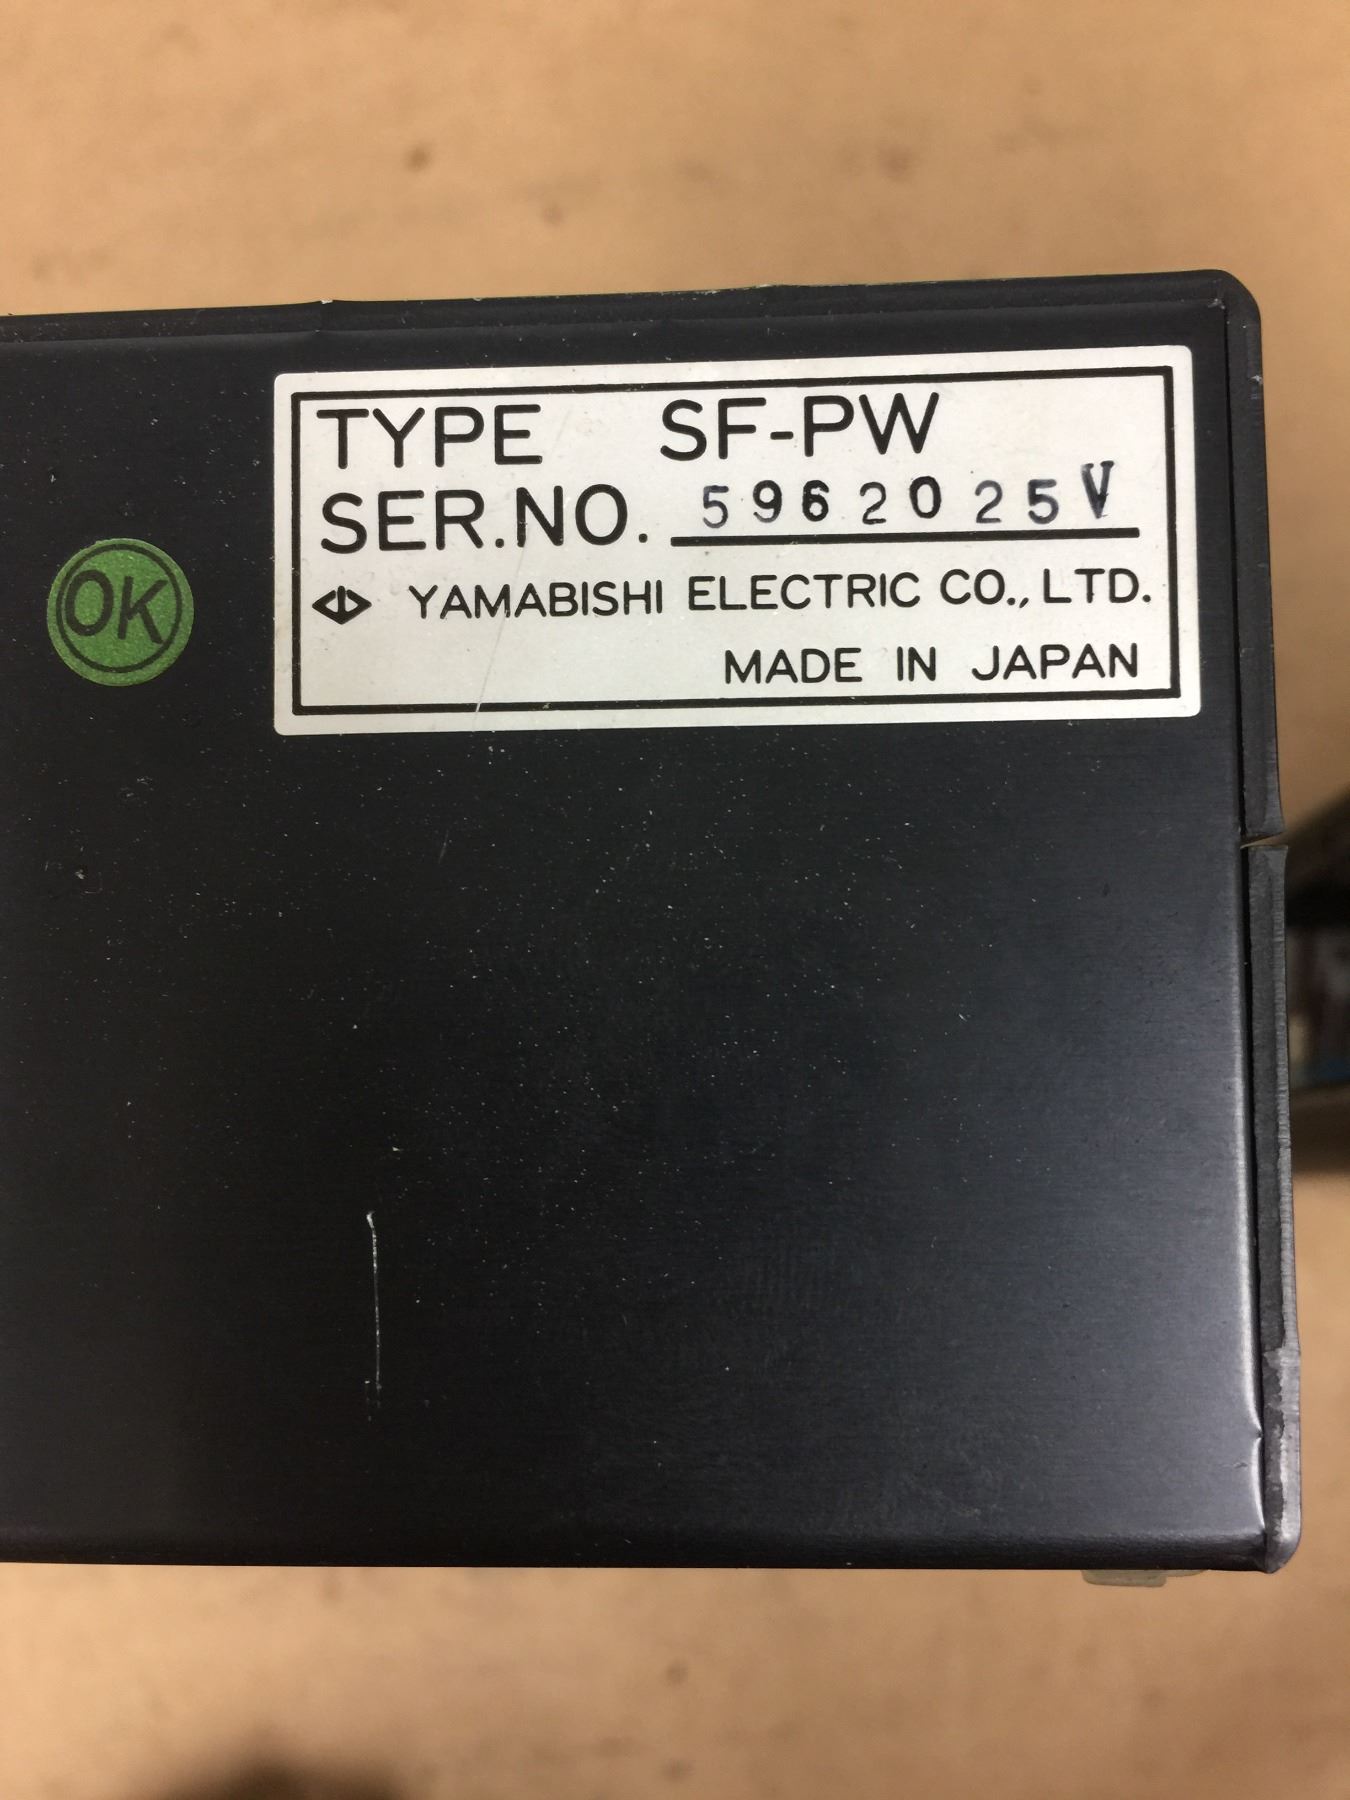 TYPE SF-PW
SER.NO. 5962025V
YAMABISHI ELECTRIC CO., LTD.
MADE IN JAPAN
OK